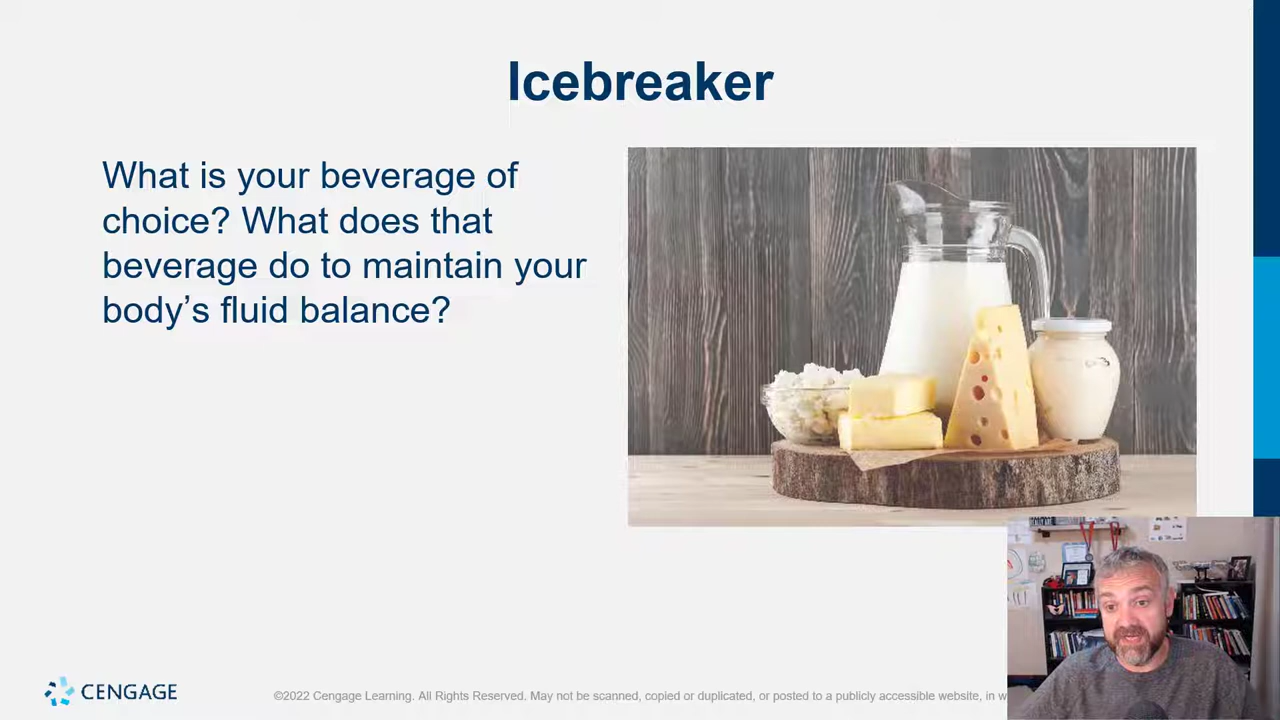 Icebreaker
What is your beverage of
choice? What does that
beverage do to maintain your
body’s fluid balance?
CENGAGE
©2022 Cengage Learning. All Rights Reserved. May not be scanned, copied or duplicated, or posted to a publicly accessible website, in